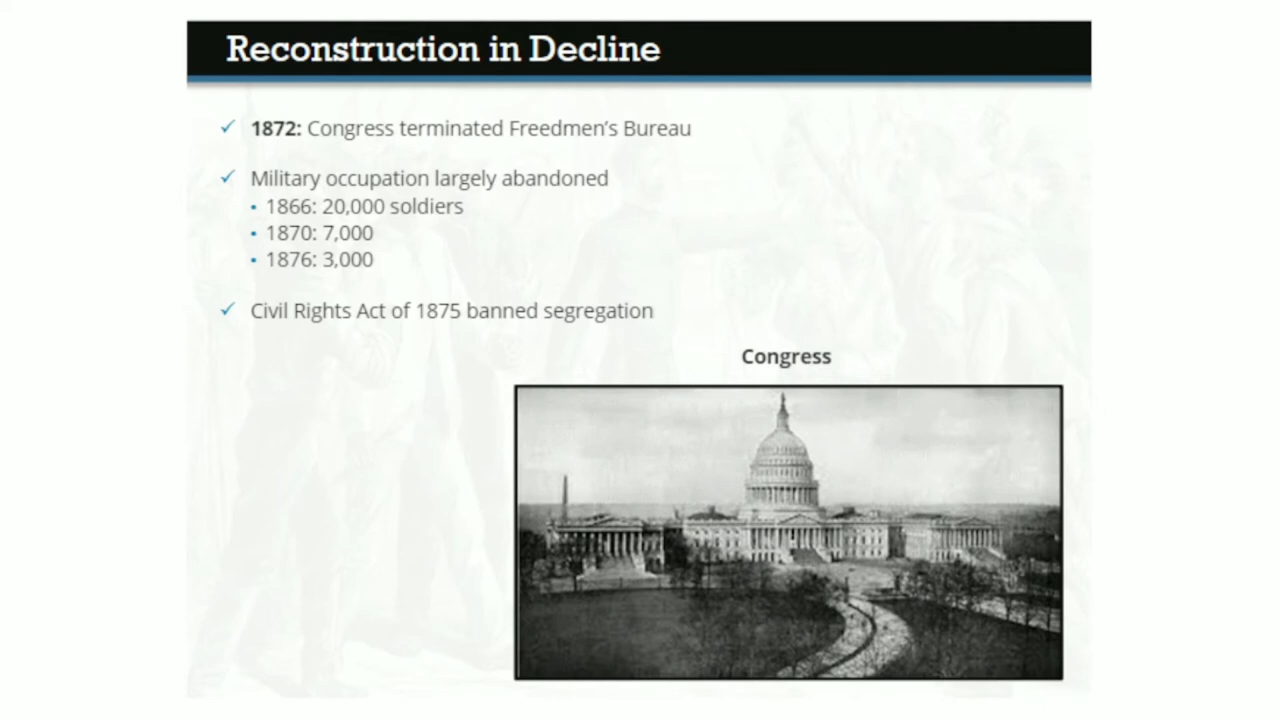 Reconstruction in Decline
✓ 1872: Congress terminated Freedmen's Bureau
✓ Military occupation largely abandoned
• 1866: 20,000 soldiers
• 1870: 7,000
• 1876: 3,000
✓ Civil Rights Act of 1875 banned segregation
Congress